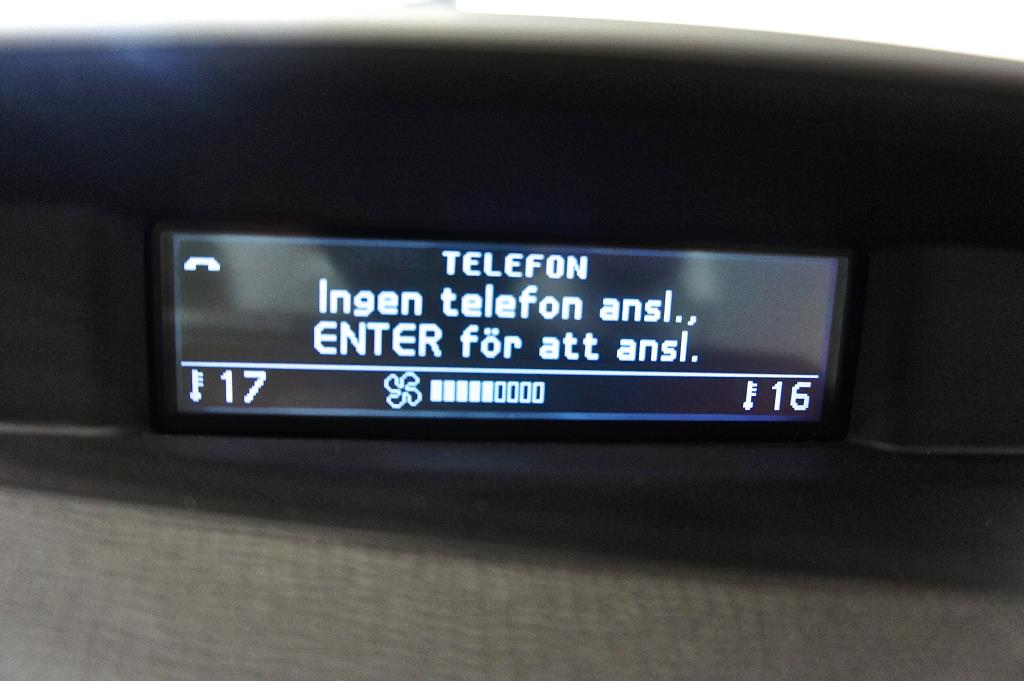 TELEFON
Ingen telefon ansl.,
ENTER för att ansl.
17 16